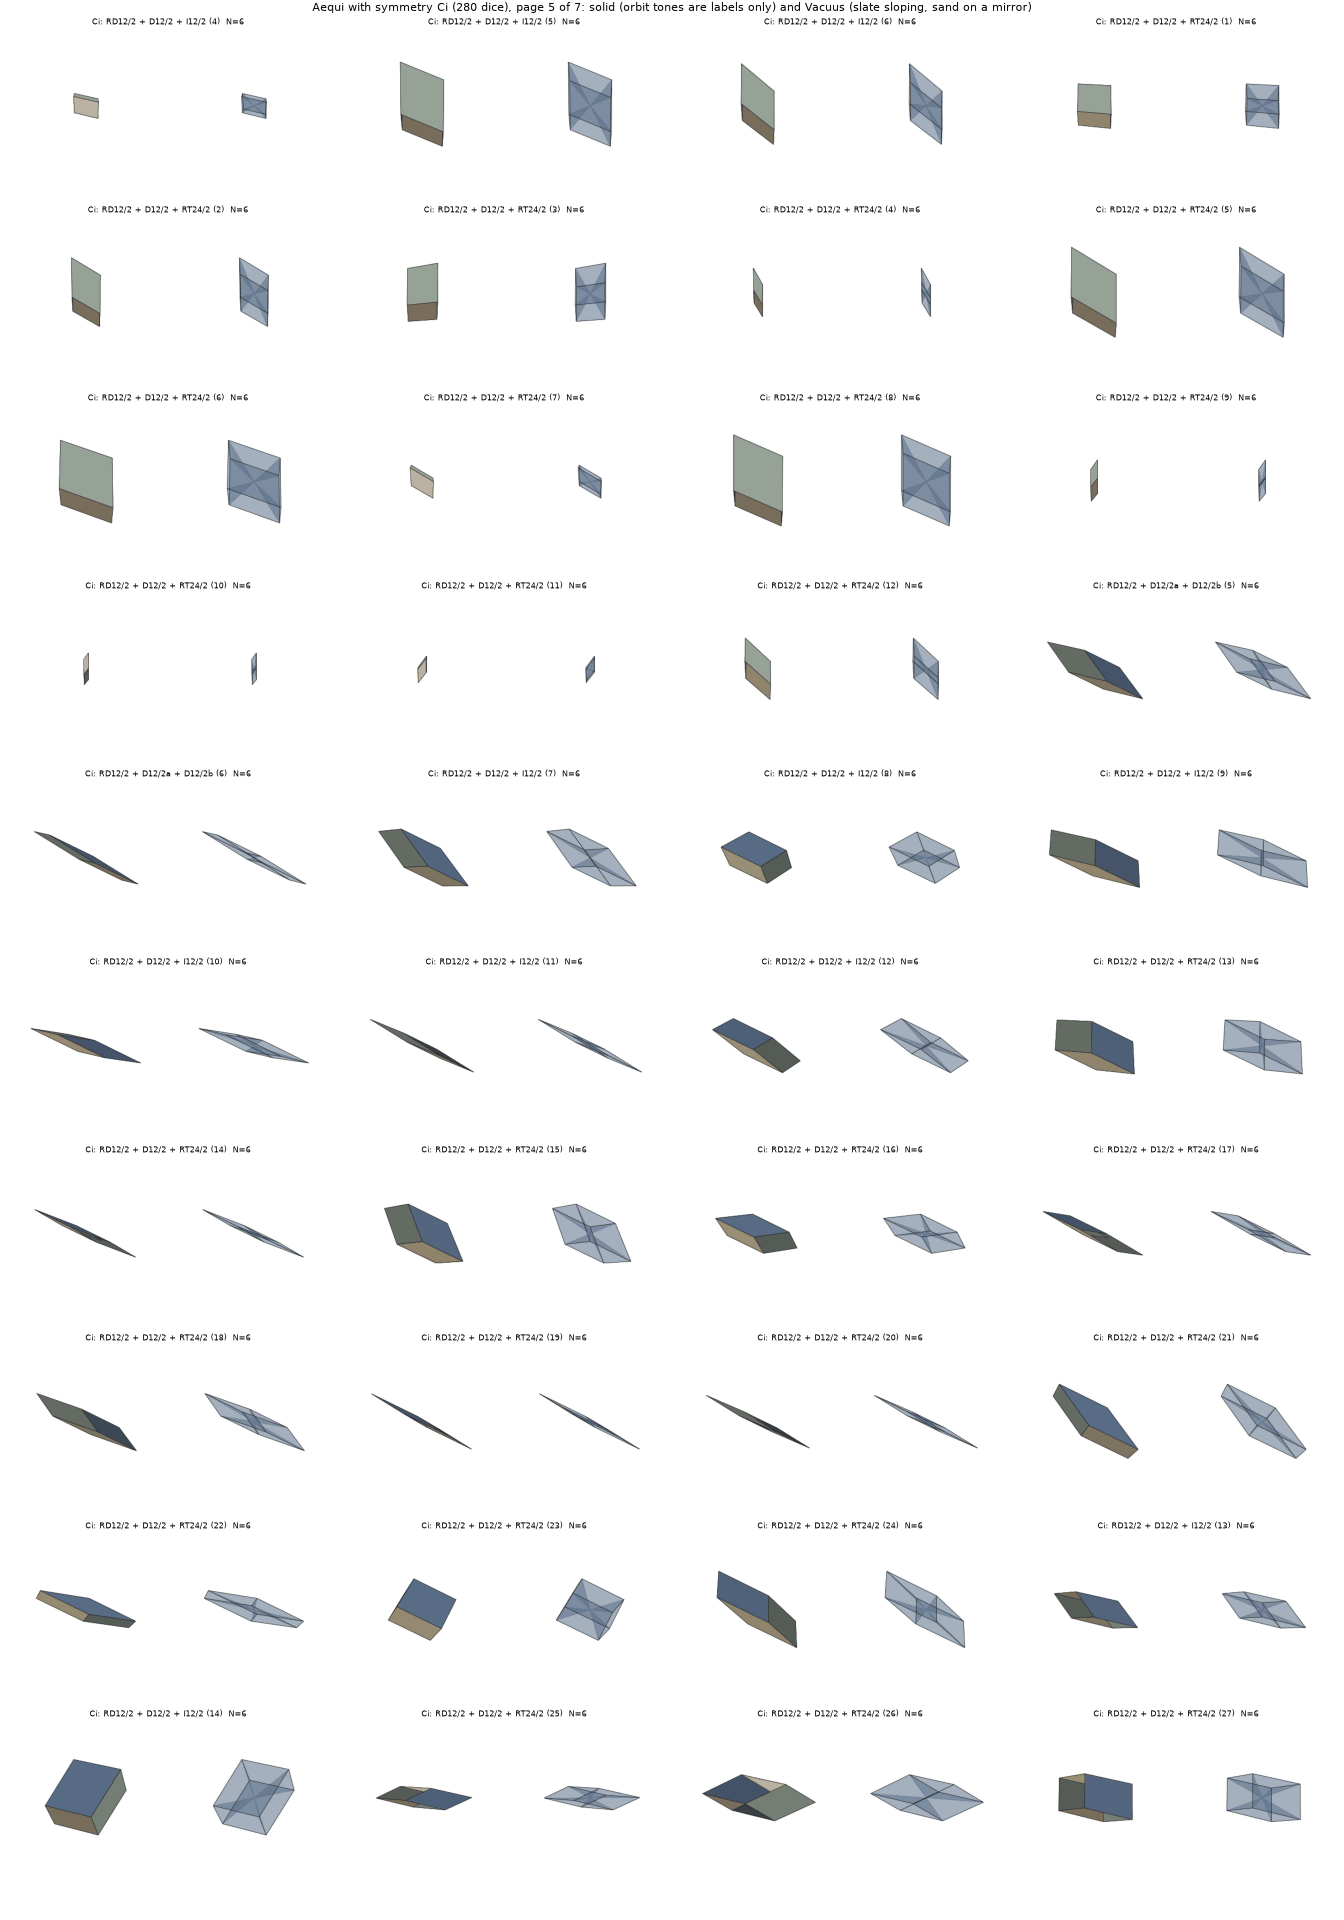 Aequi with symmetry Ci (280 dice), page 5 of 7: solid (orbit tones are labels only) and Vacuus (slate sloping, sand on a mirror)
Ci: RD12/2 + D12/2 + I12/2 (4) N=6
Ci: RD12/2 + D12/2 + I12/2 (5) N=6
Ci: RD12/2 + D12/2 + I12/2 (6) N=6
Ci: RD12/2 + D12/2 + RT24/2 (1) N=6
Ci: RD12/2 + D12/2 + RT24/2 (2) N=6
Ci: RD12/2 + D12/2 + RT24/2 (3) N=6
Ci: RD12/2 + D12/2 + RT24/2 (4) N=6
Ci: RD12/2 + D12/2 + RT24/2 (5) N=6
Ci: RD12/2 + D12/2 + RT24/2 (6) N=6
Ci: RD12/2 + D12/2 + RT24/2 (7) N=6
Ci: RD12/2 + D12/2 + RT24/2 (8) N=6
Ci: RD12/2 + D12/2 + RT24/2 (9) N=6
Ci: RD12/2 + D12/2 + RT24/2 (10) N=6
Ci: RD12/2 + D12/2 + RT24/2 (11) N=6
Ci: RD12/2 + D12/2 + RT24/2 (12) N=6
Ci: RD12/2 + D12/2a + D12/2b (5) N=6
Ci: RD12/2 + D12/2a + D12/2b (6) N=6
Ci: RD12/2 + D12/2 + I12/2 (7) N=6
Ci: RD12/2 + D12/2 + I12/2 (8) N=6
Ci: RD12/2 + D12/2 + I12/2 (9) N=6
Ci: RD12/2 + D12/2 + I12/2 (10) N=6
Ci: RD12/2 + D12/2 + I12/2 (11) N=6
Ci: RD12/2 + D12/2 + I12/2 (12) N=6
Ci: RD12/2 + D12/2 + RT24/2 (13) N=6
Ci: RD12/2 + D12/2 + RT24/2 (14) N=6
Ci: RD12/2 + D12/2 + RT24/2 (15) N=6
Ci: RD12/2 + D12/2 + RT24/2 (16) N=6
Ci: RD12/2 + D12/2 + RT24/2 (17) N=6
Ci: RD12/2 + D12/2 + RT24/2 (18) N=6
Ci: RD12/2 + D12/2 + RT24/2 (19) N=6
Ci: RD12/2 + D12/2 + RT24/2 (20) N=6
Ci: RD12/2 + D12/2 + RT24/2 (21) N=6
Ci: RD12/2 + D12/2 + RT24/2 (22) N=6
Ci: RD12/2 + D12/2 + RT24/2 (23) N=6
Ci: RD12/2 + D12/2 + RT24/2 (24) N=6
Ci: RD12/2 + D12/2 + I12/2 (13) N=6
Ci: RD12/2 + D12/2 + I12/2 (14) N=6
Ci: RD12/2 + D12/2 + RT24/2 (25) N=6
Ci: RD12/2 + D12/2 + RT24/2 (26) N=6
Ci: RD12/2 + D12/2 + RT24/2 (27) N=6